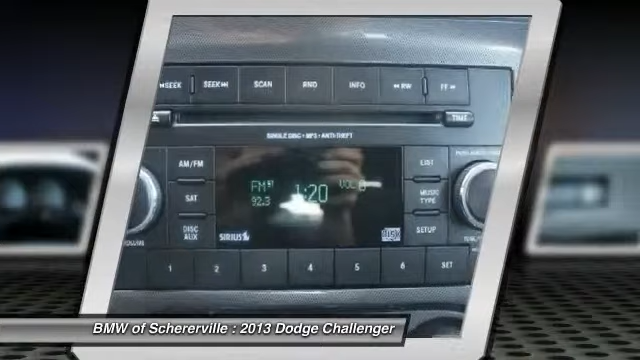 SEEK SEEK SCAN RND INFO RW FF
TIME
SINGLE DISC • MP3 • ANTI-THEFT
AM/FM
LIST
FM
VOL
1:20
92.3
SAT
MUSIC
TYPE
DISC
AUX
SIRIUS
SETUP
1 2 3 4 5 6 SET
BMW of Schererville : 2013 Dodge Challenger